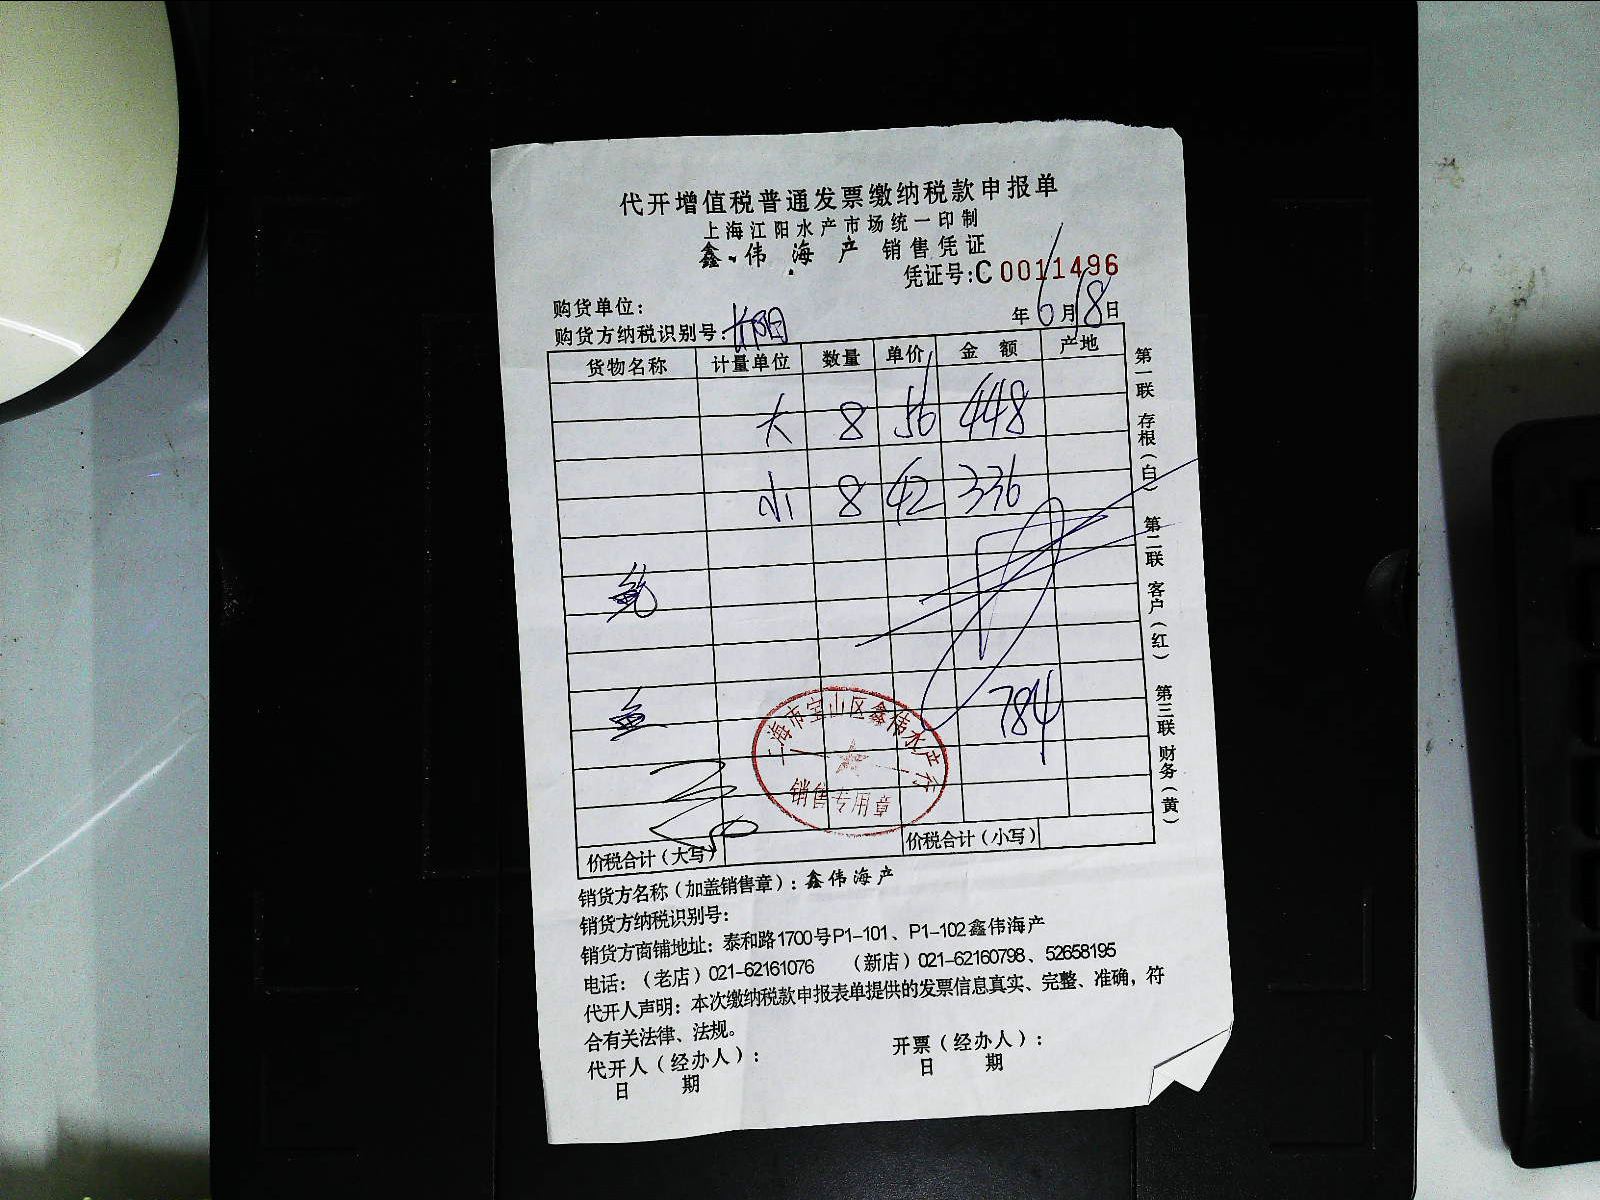 代开增值税普通发票缴纳税款申报单
上海江阳水产市场统一印制
鑫伟海产 销售凭证
凭证号:C 0011496
购货单位:
年6月18日
购货方纳税识别号:
货物名称 计量单位 数量 单价 金额 产地
大 8 56 448
小 8 42 336
鲍
鱼
784
上海市宝山区鑫伟水产行
销售专用章
价税合计(大写) 价税合计(小写)
第一联 存根(白) 第二联 客户(红) 第三联 财务(黄)
销货方名称(加盖销售章):鑫伟海产
销货方纳税识别号:
销货方商铺地址:泰和路1700号P1-101、P1-102鑫伟海产
电话:(老店)021-62161076 (新店)021-62160798、52658195
代开人声明:本次缴纳税款申报表单提供的发票信息真实、完整、准确,符
合有关法律、法规。
代开人(经办人): 开票(经办人):
日 期 日 期